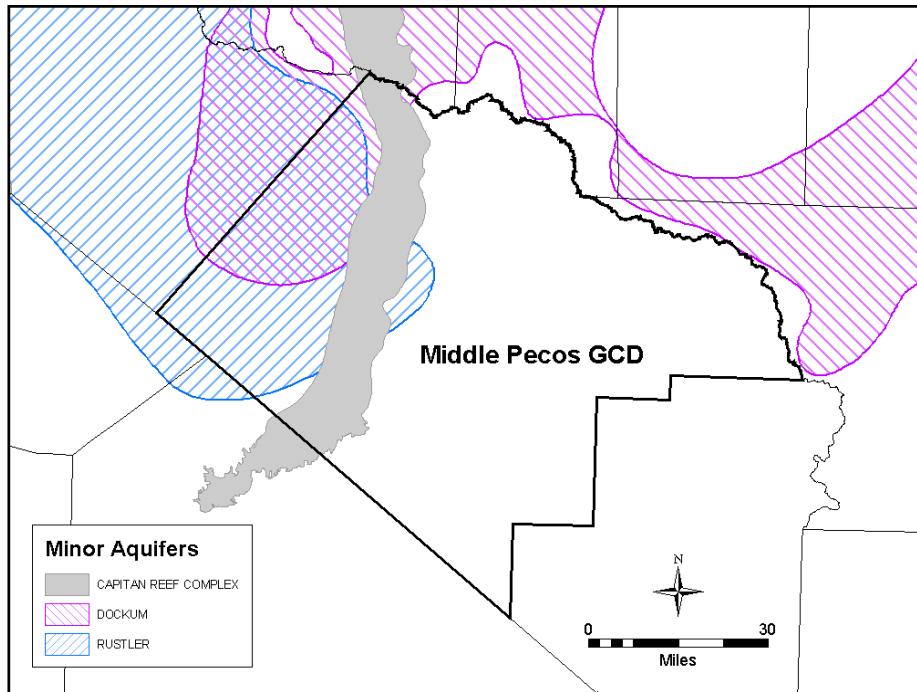 Middle Pecos GCD
Minor Aquifers
CAPITAN REEF COMPLEX
DOCKUM
RUSTLER
N
0 30
Miles